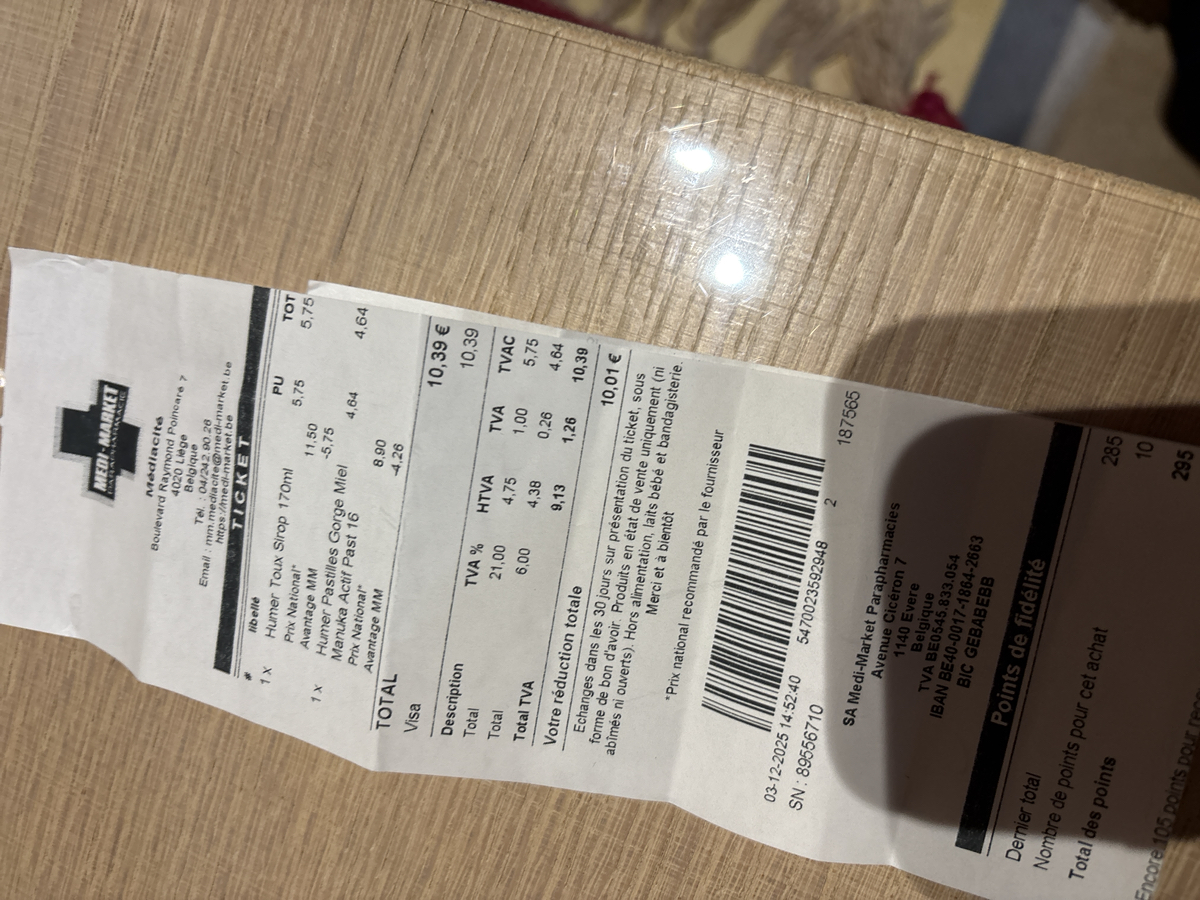 MEDI-MARKET
Médiacité
Boulevard Raymond Poincare 7
4020 Liège
Belgique
Tél. : 04/242.90.26
Email : mm.mediacite@medi-market.be
https://medi-market.be
TICKET
* libellé PU TOT
1 x Humer Toux Sirop 170ml 5,75 5,75
Prix National* 11,50
Avantage MM -5,75
1 x Humer Pastilles Gorge Miel 4,64 4,64
Manuka Actif Past 16
Prix National* 8,90
Avantage MM -4,26
TOTAL 10,39 €
Visa 10,39
Description TVA % HTVA TVA TVAC
Total 21,00 4,75 1,00 5,75
Total 6,00 4,38 0,26 4,64
Total TVA 9,13 1,26 10,39
Votre réduction totale 10,01 €
Echanges dans les 30 jours sur présentation du ticket, sous
forme de bon d'avoir. Produits en état de vente uniquement (ni
abîmés ni ouverts). Hors alimentation, laits bébé et bandagisterie.
Merci et à bientôt
*Prix national recommandé par le fournisseur
03-12-2025 14:52:40 5470023592948 2 187565
SN : 89556710
SA Medi-Market Parapharmacies
Avenue Cicéron 7
1140 Evere
Belgique
TVA BE0545.833.054
IBAN BE40-0017-1864-2663
BIC GEBABEBB
Points de fidélité
Dernier total 285
Nombre de points pour cet achat 10
Total des points 295
Encore 105 points pour